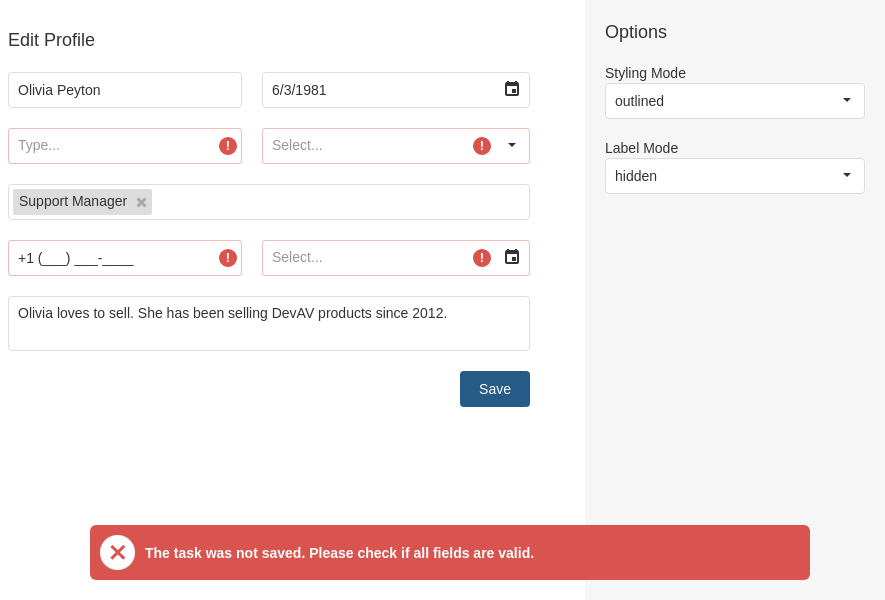 Edit Profile
Olivia Peyton
6/3/1981
Type...
!
Select...
!
Support Manager
+1 (___) ___-____
!
Select...
!
Olivia loves to sell. She has been selling DevAV products since 2012.
Save
Options
Styling Mode
outlined
Label Mode
hidden
The task was not saved. Please check if all fields are valid.